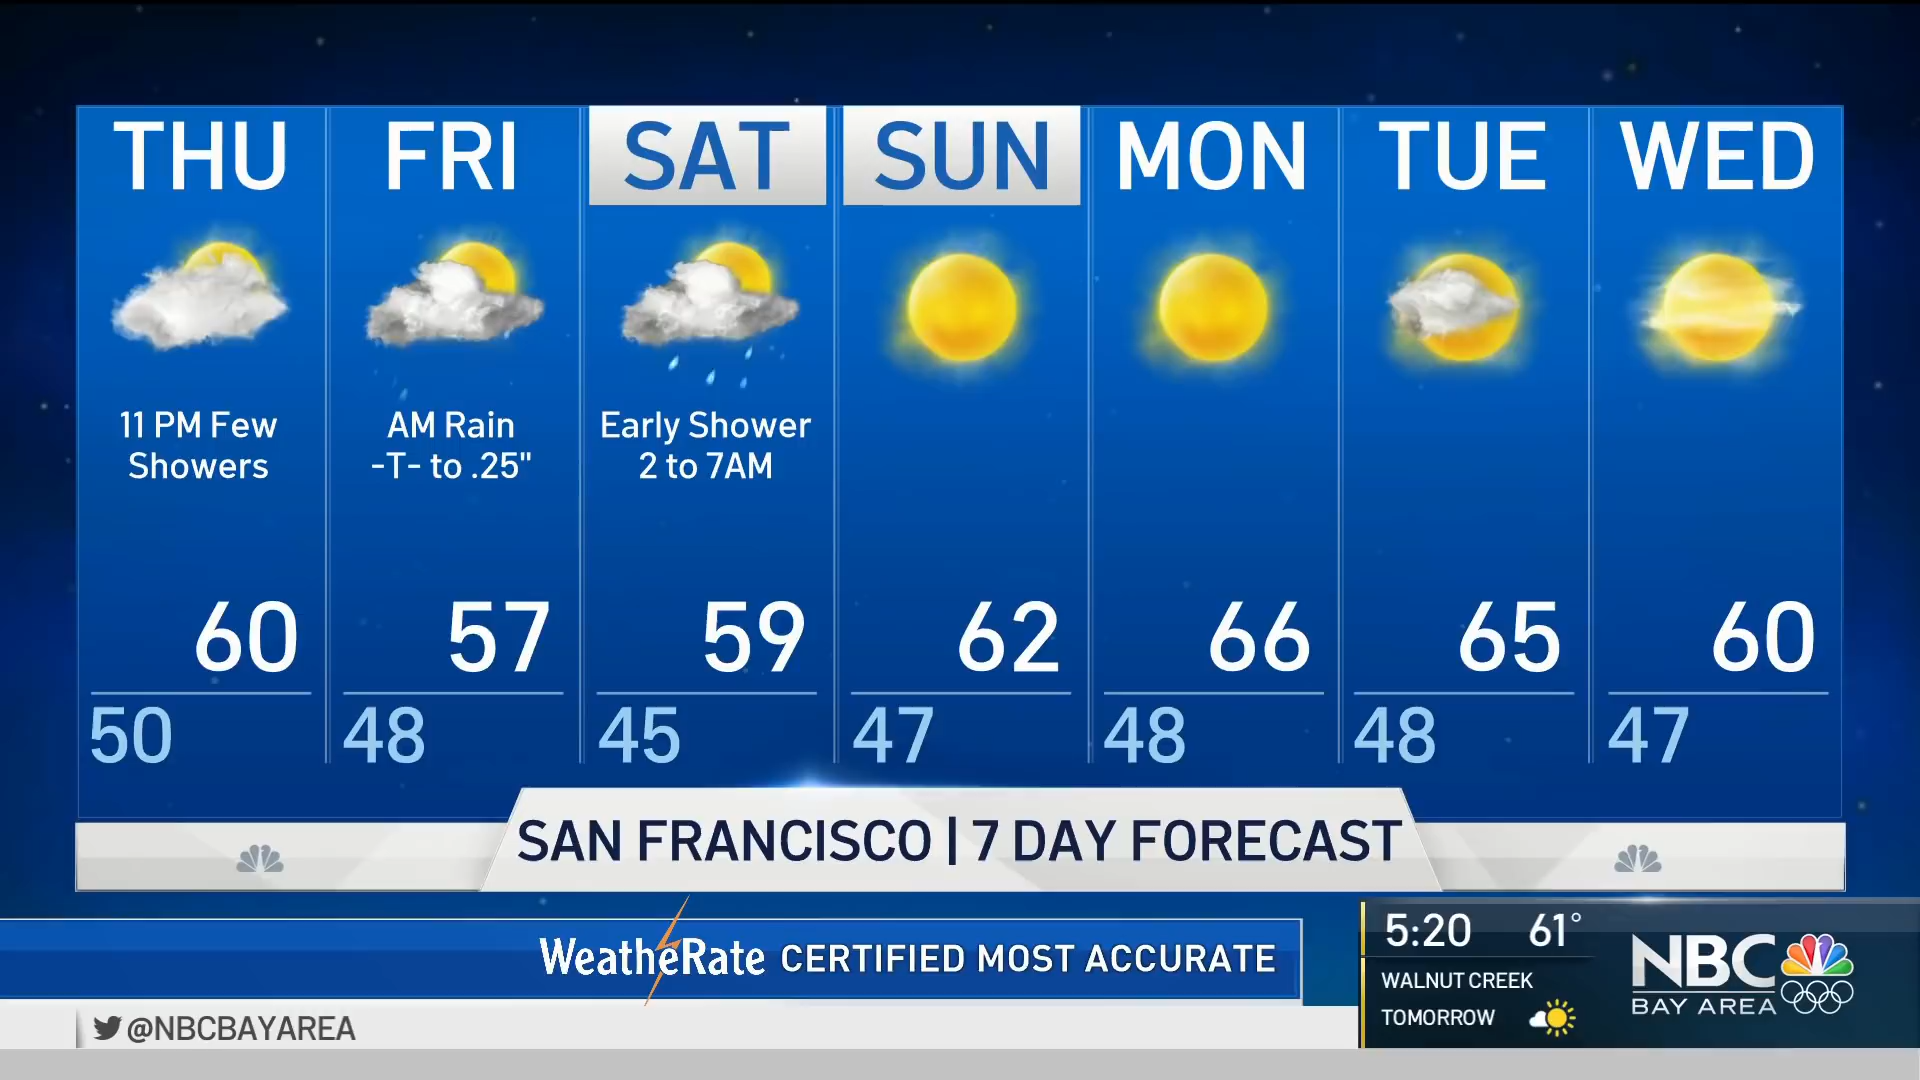 THU FRI SAT SUN MON TUE WED
11 PM Few
Showers
AM Rain
-T- to .25"
Early Shower
2 to 7AM
60 57 59 62 66 65 60
50 48 45 47 48 48 47
SAN FRANCISCO | 7 DAY FORECAST
WeatheRate CERTIFIED MOST ACCURATE
@NBCBAYAREA
5:20 61°
WALNUT CREEK
TOMORROW
NBC
BAY AREA